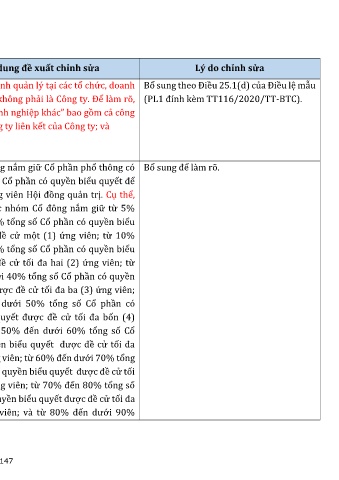 dung đề xuất chỉnh sửa
Lý do chỉnh sửa
nh quản lý tại các tổ chức, doanh
không phải là Công ty. Để làm rõ,
nh nghiệp khác” bao gồm cả công
g ty liên kết của Công ty; và
Bổ sung theo Điều 25.1(d) của Điều lệ mẫu
(PL1 đính kèm TT116/2020/TT-BTC).
g nắm giữ Cổ phần phổ thông có
Cổ phần có quyền biểu quyết để
g viên Hội đồng quản trị. Cụ thể,
c nhóm Cổ đông nắm giữ từ 5%
% tổng số Cổ phần có quyền biểu
đề cử một (1) ứng viên; từ 10%
% tổng số Cổ phần có quyền biểu
đề cử tối đa hai (2) ứng viên; từ
ới 40% tổng số Cổ phần có quyền
ược đề cử tối đa ba (3) ứng viên;
dưới 50% tổng số Cổ phần có
uyết được đề cử tối đa bốn (4)
50% đến dưới 60% tổng số Cổ
ền biểu quyết được đề cử tối đa
viên; từ 60% đến dưới 70% tổng
quyền biểu quyết được đề cử tối
g viên; từ 70% đến 80% tổng số
uyền biểu quyết được đề cử tối đa
viên; và từ 80% đến dưới 90%
Bổ sung để làm rõ.
147